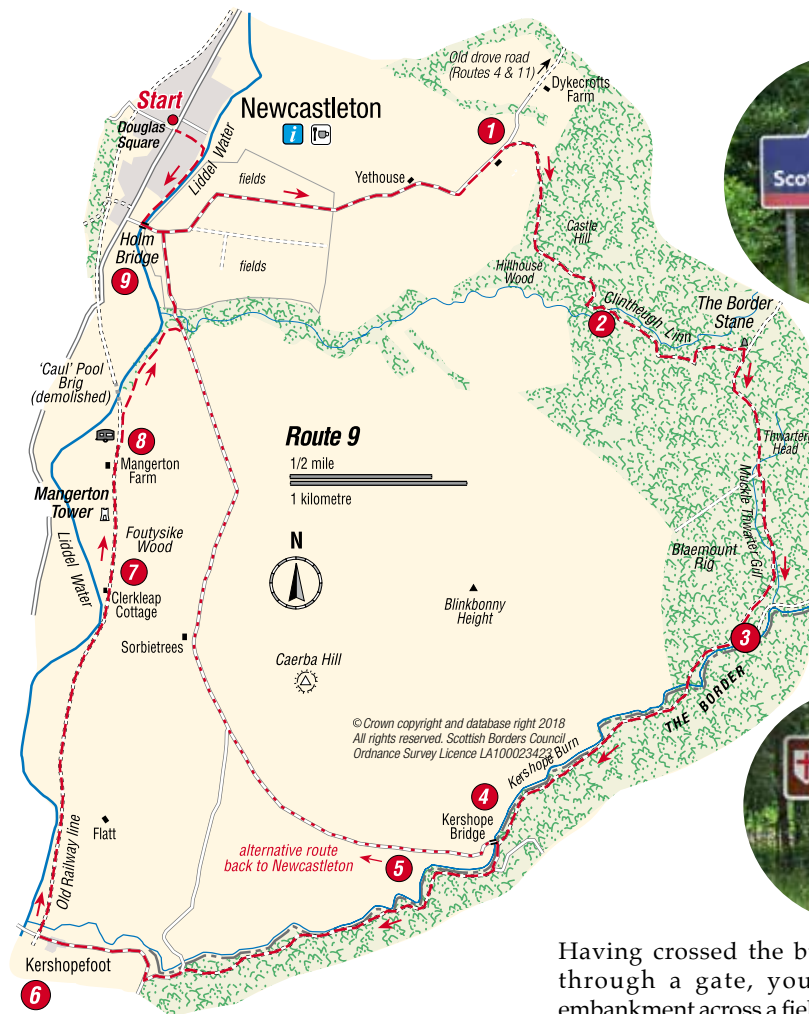 Old drove road
(Routes 4 & 11)
Dykecrofts
Farm
Start
Douglas
Square
Newcastleton
i
1
Liddel Water
fields
Yethouse
Scot
Castle
Hill
Holm
Bridge
9
fields
Hillhouse
Wood
Clintheugh Linn
2
The Border
Stane
'Caul' Pool
Brig
(demolished)
Route 9
1/2 mile
1 kilometre
8
Mangerton
Farm
Thwarter
Head
Muckle Thwarter Gill
Mangerton
Tower
Foutysike
Wood
N
Blaemount
Rig
Liddel Water
7
Clerkleap
Cottage
Blinkbonny
Height
Sorbietrees
Caerba Hill
3
THE BORDER
© Crown copyright and database right 2018
All rights reserved. Scottish Borders Council
Ordnance Survey Licence LA100023423
Kershope Burn
4
Kershope
Bridge
Flatt
Old Railway line
alternative route
back to Newcastleton
5
Kershopefoot
6
Having crossed the b
through a gate, you
embankment across a fiel